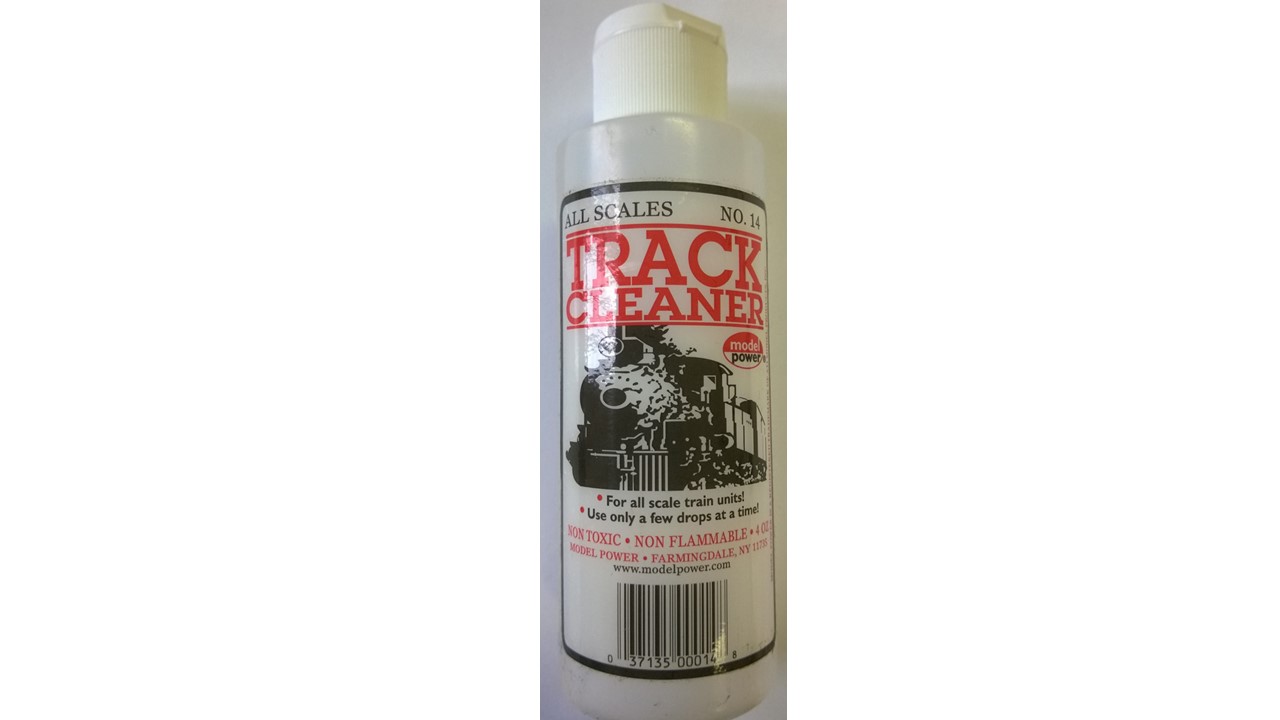 ALL SCALES NO. 14
TRACK
CLEANER
model
power
• For all scale train units!
• Use only a few drops at a time!
NON TOXIC • NON FLAMMABLE • 4 OZ
MODEL POWER • FARMINGDALE, NY 11735
www.modelpower.com
0 37135 00014 8